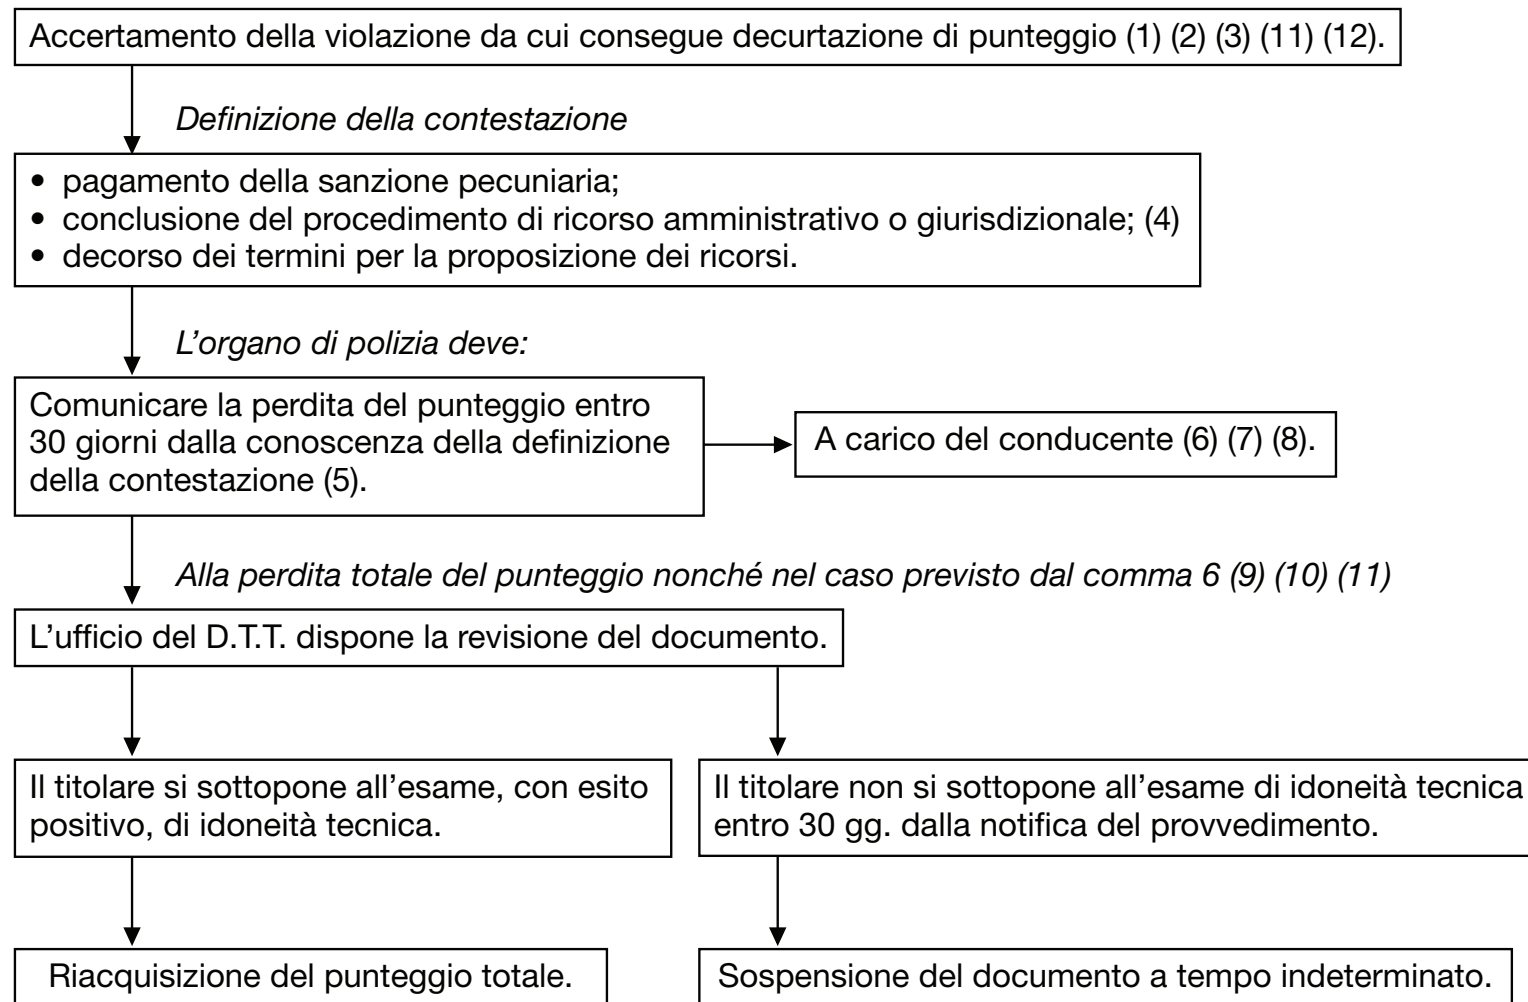 Accertamento della violazione da cui consegue decurtazione di punteggio (1) (2) (3) (11) (12).
Definizione della contestazione
• pagamento della sanzione pecuniaria;
• conclusione del procedimento di ricorso amministrativo o giurisdizionale; (4)
• decorso dei termini per la proposizione dei ricorsi.
L’organo di polizia deve:
Comunicare la perdita del punteggio entro
30 giorni dalla conoscenza della definizione
della contestazione (5).
A carico del conducente (6) (7) (8).
Alla perdita totale del punteggio nonché nel caso previsto dal comma 6 (9) (10) (11)
L’ufficio del D.T.T. dispone la revisione del documento.
Il titolare si sottopone all’esame, con esito
positivo, di idoneità tecnica.
Il titolare non si sottopone all’esame di idoneità tecnica
entro 30 gg. dalla notifica del provvedimento.
Riacquisizione del punteggio totale.
Sospensione del documento a tempo indeterminato.